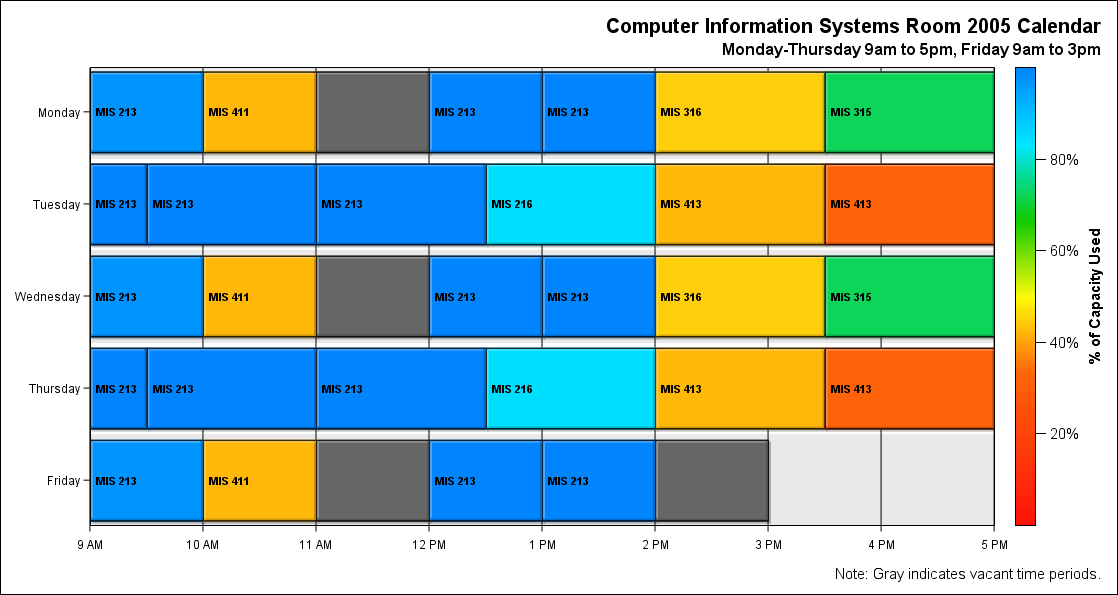 Computer Information Systems Room 2005 Calendar
Monday-Thursday 9am to 5pm, Friday 9am to 3pm
Monday MIS 213 MIS 411 MIS 213 MIS 213 MIS 316 MIS 315
Tuesday MIS 213 MIS 213 MIS 213 MIS 216 MIS 413 MIS 413
Wednesday MIS 213 MIS 411 MIS 213 MIS 213 MIS 316 MIS 315
Thursday MIS 213 MIS 213 MIS 213 MIS 216 MIS 413 MIS 413
Friday MIS 213 MIS 411 MIS 213 MIS 213
9 AM 10 AM 11 AM 12 PM 1 PM 2 PM 3 PM 4 PM 5 PM
80%
60%
40%
20%
% of Capacity Used
Note: Gray indicates vacant time periods.